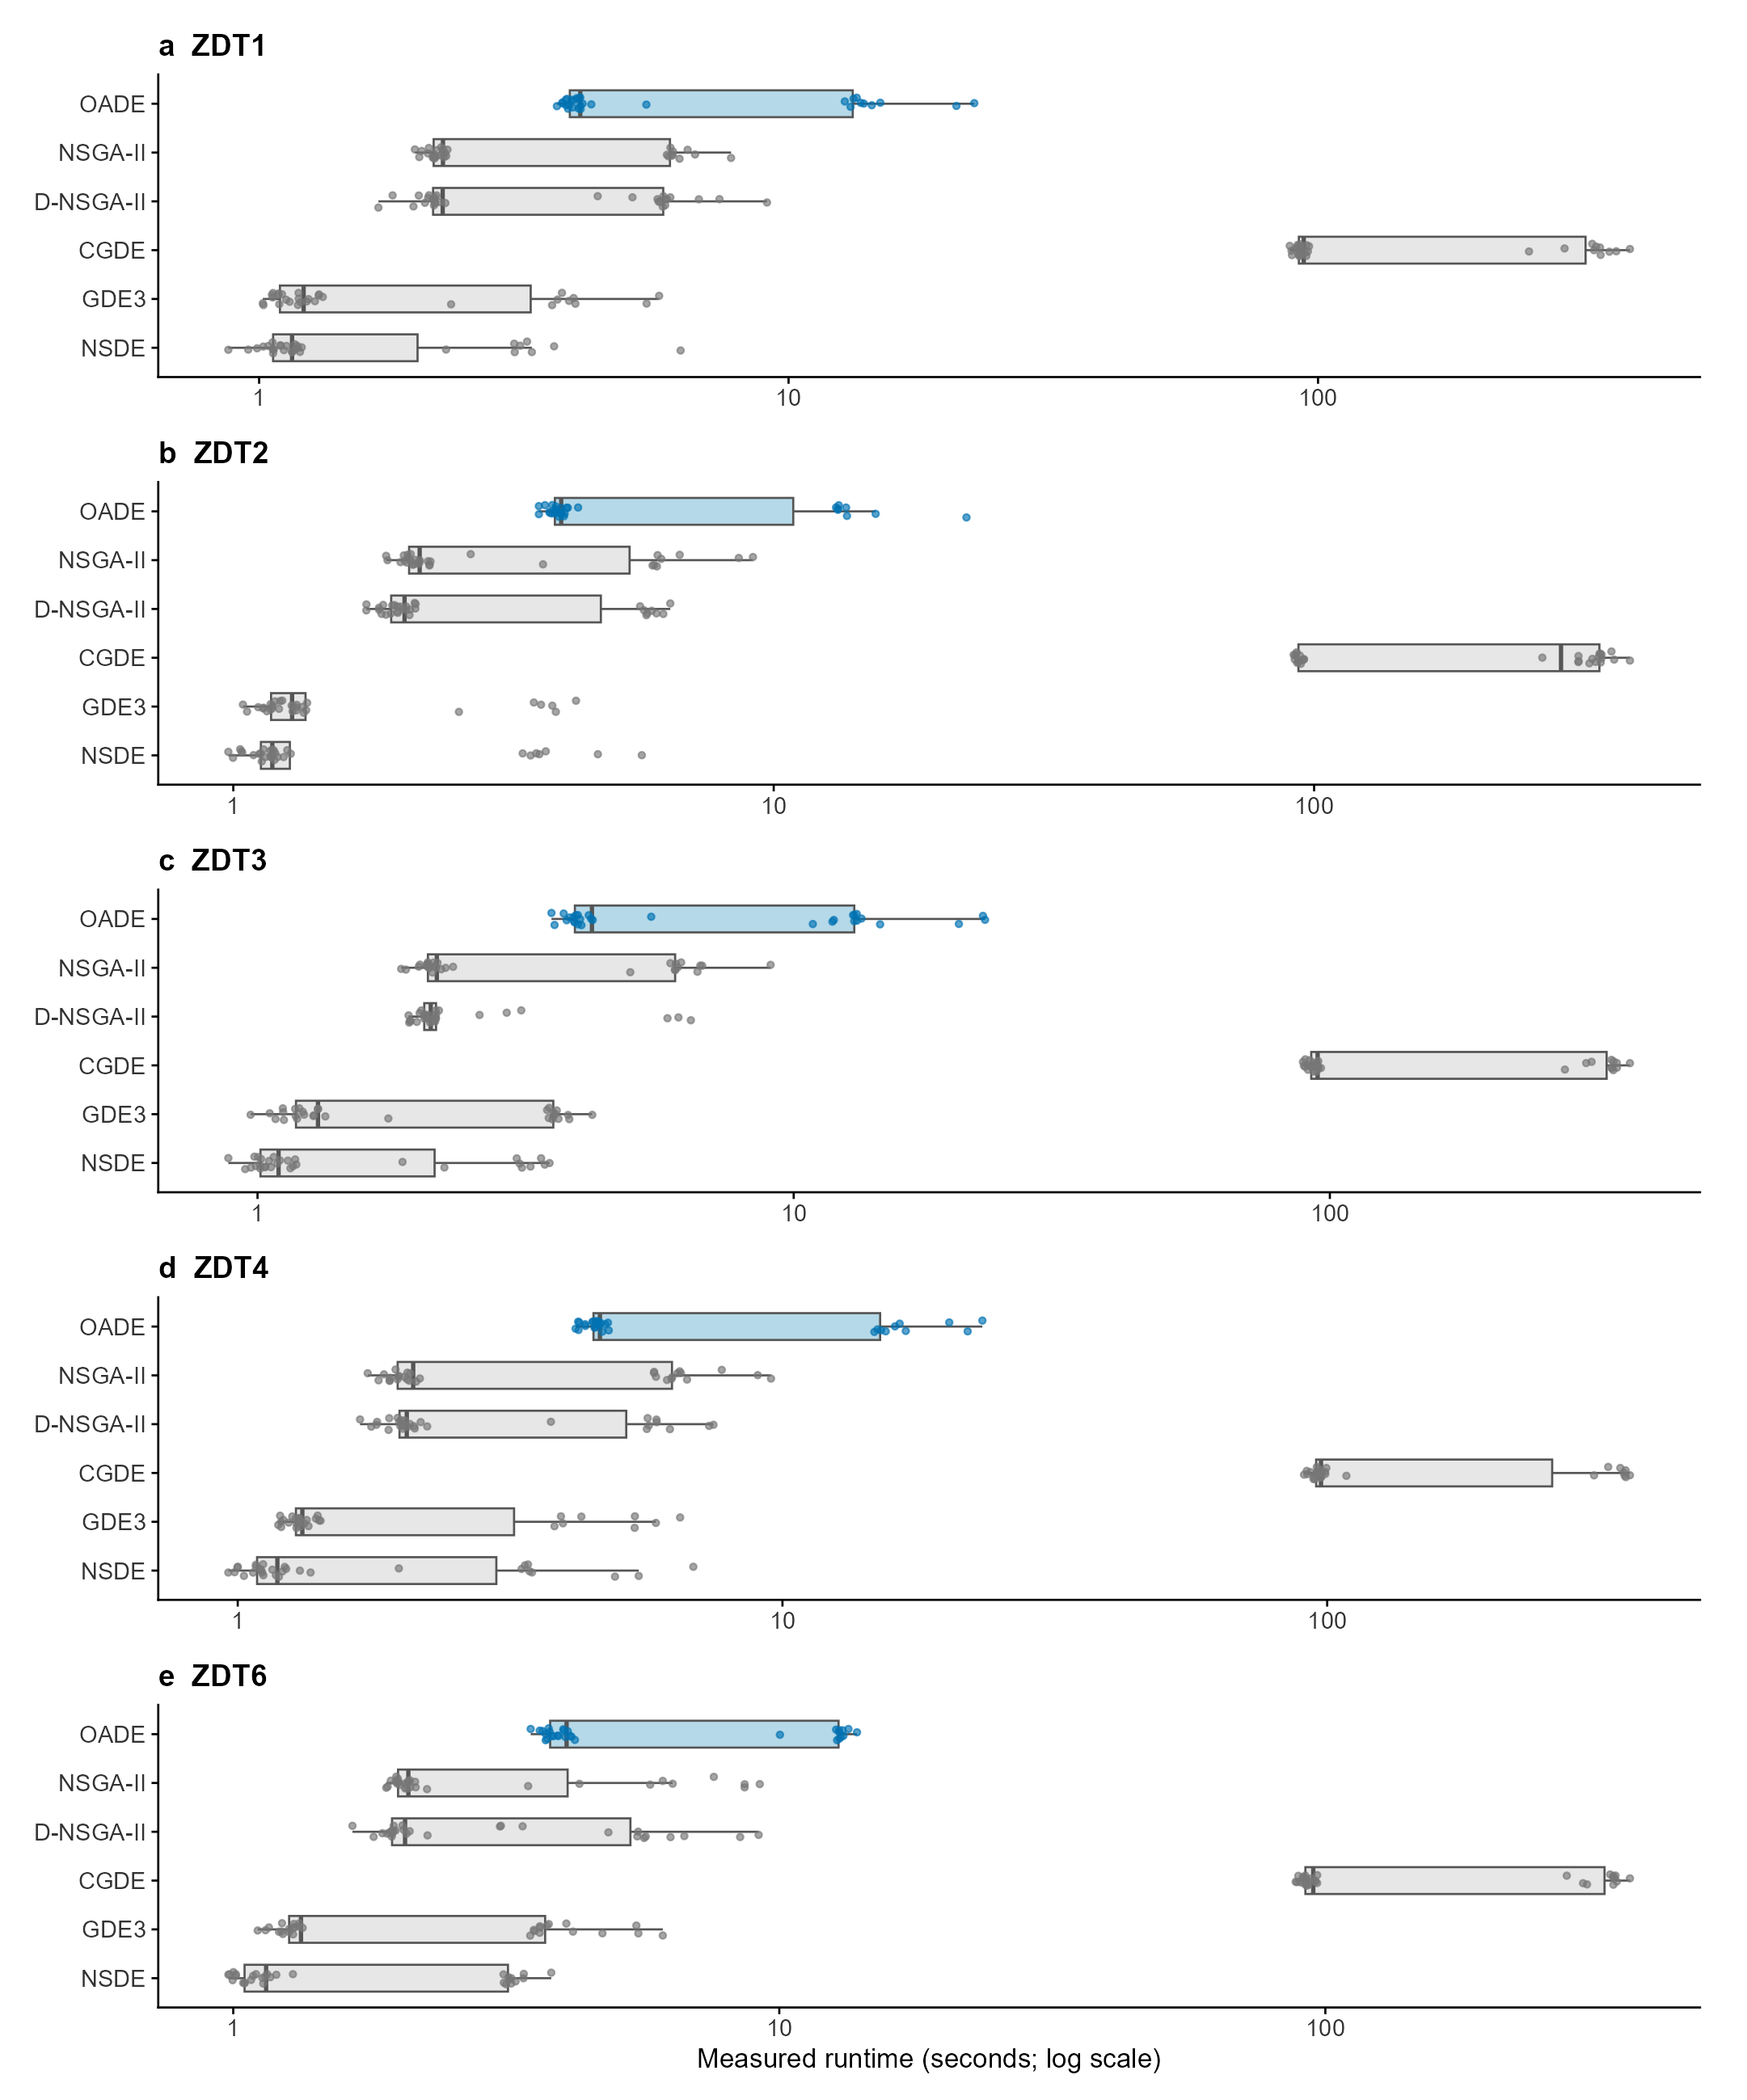 a ZDT1
OADE
NSGA-II
D-NSGA-II
CGDE
GDE3
NSDE
1 10 100
b ZDT2
OADE
NSGA-II
D-NSGA-II
CGDE
GDE3
NSDE
1 10 100
c ZDT3
OADE
NSGA-II
D-NSGA-II
CGDE
GDE3
NSDE
1 10 100
d ZDT4
OADE
NSGA-II
D-NSGA-II
CGDE
GDE3
NSDE
1 10 100
e ZDT6
OADE
NSGA-II
D-NSGA-II
CGDE
GDE3
NSDE
1 10 100
Measured runtime (seconds; log scale)